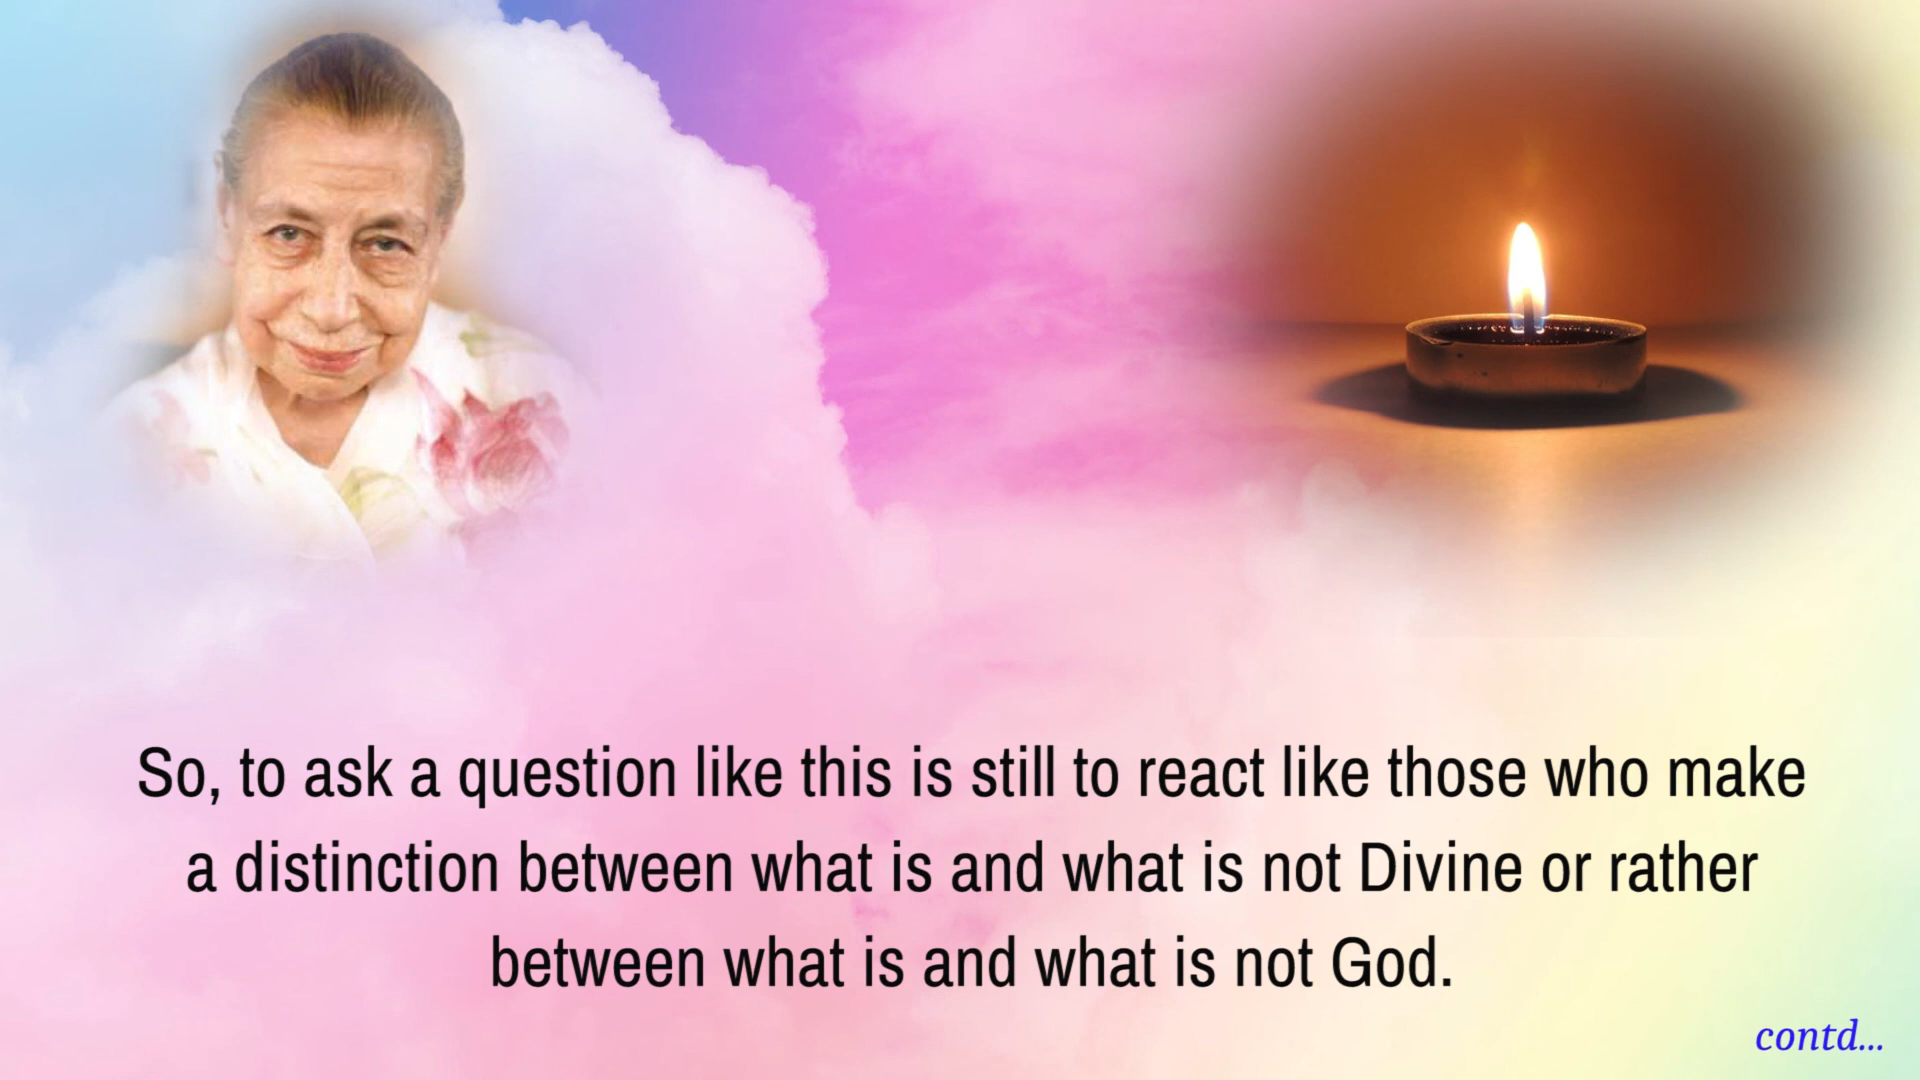 So, to ask a question like this is still to react like those who make
a distinction between what is and what is not Divine or rather
between what is and what is not God.
contd...